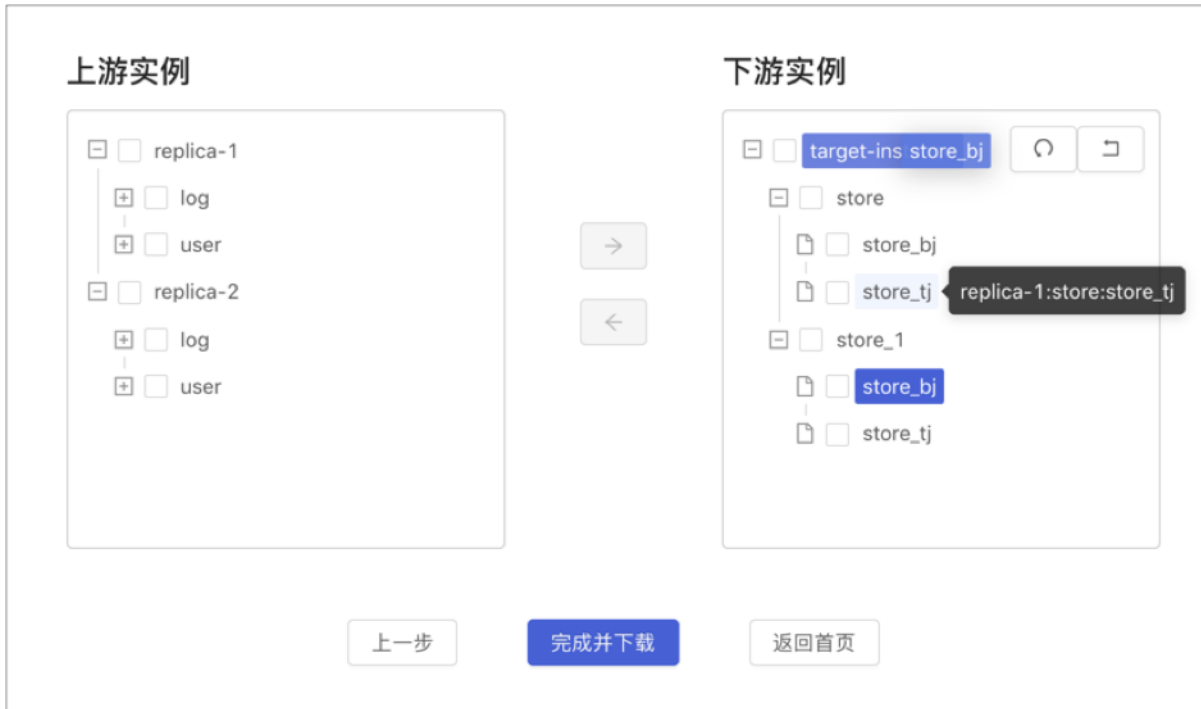 上游实例
replica-1
log
user
replica-2
log
user
下游实例
target-ins store_bj
store
store_bj
store_tj
replica-1:store:store_tj
store_1
store_bj
store_tj
上一步
完成并下载
返回首页